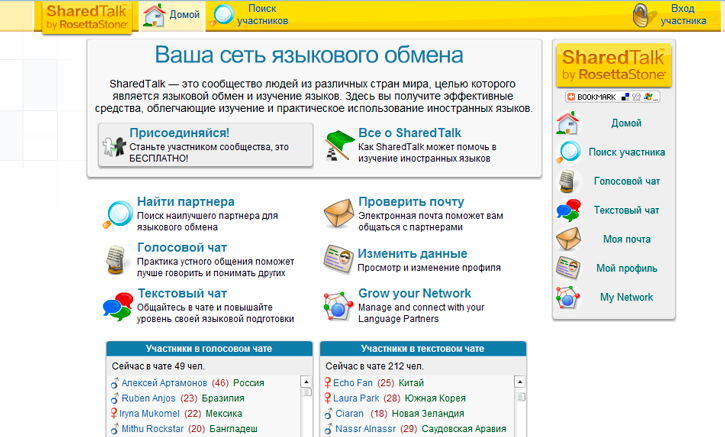 SharedTalk
by RosettaStone®
Домой
Поиск
участников
Вход
участника
Ваша сеть языкового обмена
SharedTalk — это сообщество людей из различных стран мира, целью которого
является языковой обмен и изучение языков. Здесь вы получите эффективные
средства, облегчающие изучение и практическое использование иностранных языков.
Присоединяйся!
Станьте участником сообщества, это
БЕСПЛАТНО!
Все о SharedTalk
Как SharedTalk может помочь в
изучение иностранных языков
Найти партнера
Поиск наилучшего партнера для
языкового обмена
Проверить почту
Электронная почта поможет вам
общаться с партнерами
Голосовой чат
Практика устного общения поможет
лучше говорить и понимать других
Изменить данные
Просмотр и изменение профиля
Текстовый чат
Общайтесь в чате и повышайте
уровень своей языковой подготовки
Grow your Network
Manage and connect with your
Language Partners
Участники в голосовом чате
Сейчас в чате 49 чел.
Алексей Артамонов (46) Россия
Ruben Anjos (23) Бразилия
Iryna Mukomel (22) Мексика
Mithu Rockstar (20) Бангладеш
Участники в текстовом чате
Сейчас в чате 212 чел.
Echo Fan (25) Китай
Laura Park (28) Южная Корея
Ciaran (18) Новая Зеландия
Nassr Alnassr (29) Саудовская Аравия
SharedTalk
by RosettaStone®
BOOKMARK
Домой
Поиск участника
Голосовой чат
Текстовый чат
Моя почта
Мой профиль
My Network